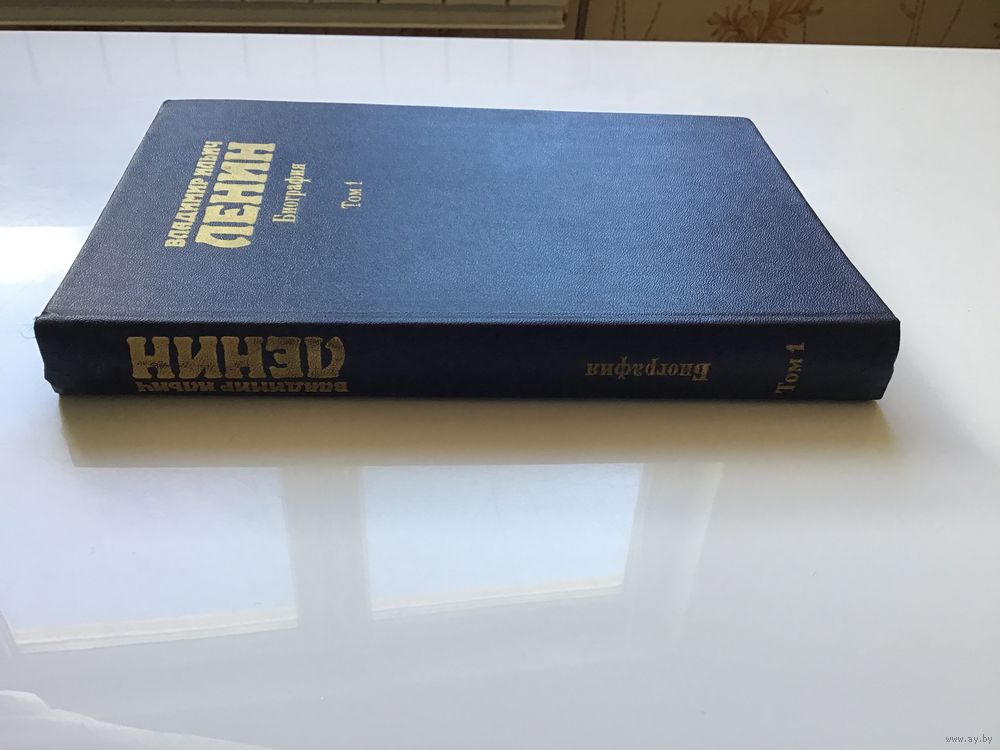 ВЛАДИМИР ИЛЬИЧ
ЛЕНИН
Биография
Том 1
ВЛАДИМИР ИЛЬИЧ
ЛЕНИН
Биография
Том 1
www.ay.by